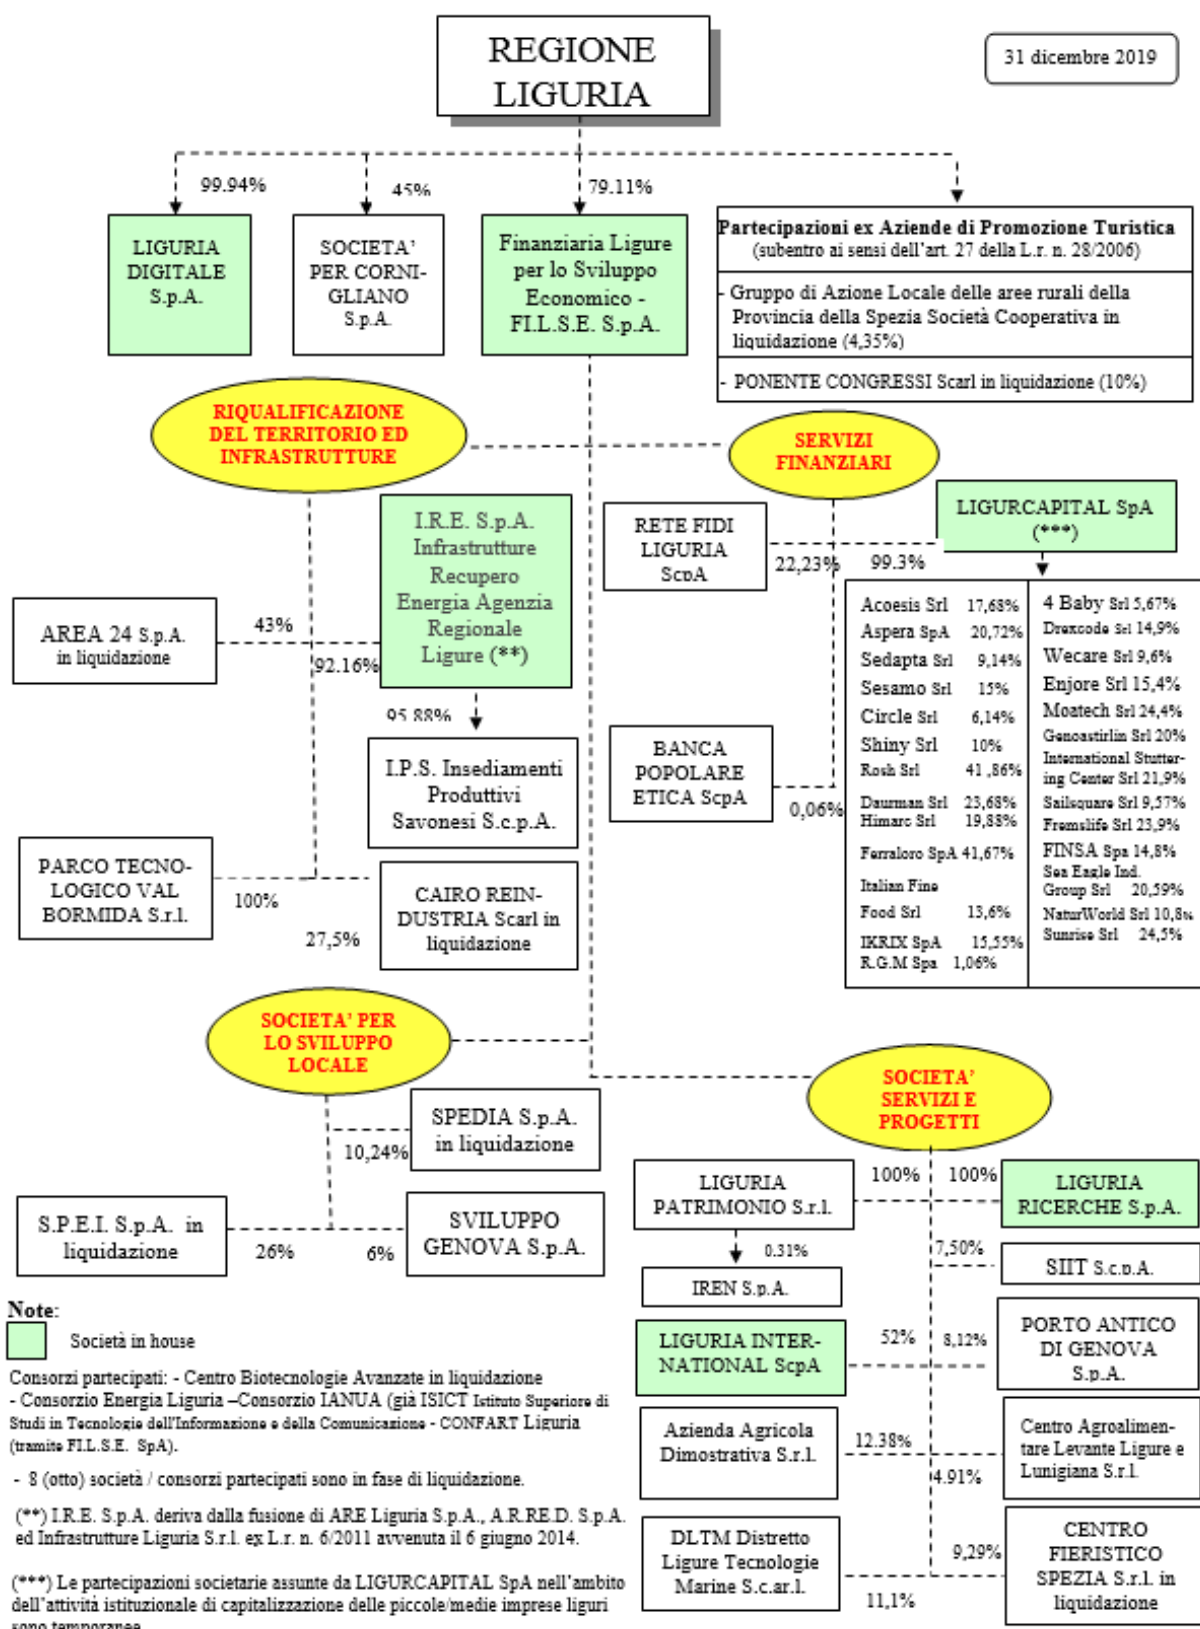 REGIONE
LIGURIA
31 dicembre 2019
99.94%
45%
79.11%
LIGURIA
DIGITALE
S.p.A.
SOCIETA'
PER CORNI-
GLIANO
S.p.A.
Finanziaria Ligure
per lo Sviluppo
Economico -
FI.L.S.E. S.p.A.
Partecipazioni ex Aziende di Promozione Turistica
(subentro ai sensi dell'art. 27 della L.r. n. 28/2006)
- Gruppo di Azione Locale delle aree rurali della
Provincia della Spezia Società Cooperativa in
liquidazione (4,35%)
- PONENTE CONGRESSI Scarl in liquidazione (10%)
RIQUALIFICAZIONE
DEL TERRITORIO ED
INFRASTRUTTURE
SERVIZI
FINANZIARI
I.R.E. S.p.A.
Infrastrutture
Recupero
Energia Agenzia
Regionale
Ligure (**)
AREA 24 S.p.A.
in liquidazione
43%
92.16%
95.88%
I.P.S. Insediamenti
Produttivi
Savonesi S.c.p.A.
PARCO TECNO-
LOGICO VAL
BORMIDA S.r.l.
100%
27,5%
CAIRO REIN-
DUSTRIA Scarl in
liquidazione
RETE FIDI
LIGURIA
ScpA
22,23%
99.3%
LIGURCAPITAL SpA
(***)
BANCA
POPOLARE
ETICA ScpA
0,06%
Acoesis Srl 17,68%
Aspera SpA 20,72%
Sedapta Srl 9,14%
Sesamo Srl 15%
Circle Srl 6,14%
Shiny Srl 10%
Rosh Srl 41 ,86%
Daurman Srl 23,68%
Himarc Srl 19,88%
Ferraloro SpA 41,67%
Italian Fine
Food Srl 13,6%
IKRIX SpA 15,55%
R.G.M Spa 1,06%
4 Baby Srl 5,67%
Drexcode Srl 14,9%
Wecare Srl 9,6%
Enjore Srl 15,4%
Moatech Srl 24,4%
Genoastirlin Srl 20%
International Stutter-
ing Center Srl 21,9%
Sailsquare Srl 9,57%
Fremslife Srl 23,9%
FINSA Spa 14,8%
Sea Eagle Ind.
Group Srl 20,59%
NaturWorld Srl 10,8%
Sunrise Srl 24,5%
SOCIETA' PER
LO SVILUPPO
LOCALE
SPEDIA S.p.A.
in liquidazione
10,24%
S.P.E.I. S.p.A. in
liquidazione
26%
6%
SVILUPPO
GENOVA S.p.A.
SOCIETA'
SERVIZI E
PROGETTI
LIGURIA
PATRIMONIO S.r.l.
100%
100%
LIGURIA
RICERCHE S.p.A.
0.31%
IREN S.p.A.
7,50%
SIIT S.c.p.A.
LIGURIA INTER-
NATIONAL ScpA
52%
8,12%
PORTO ANTICO
DI GENOVA
S.p.A.
Azienda Agricola
Dimostrativa S.r.l.
12.38%
4.91%
Centro Agroalimen-
tare Levante Ligure e
Lunigiana S.r.l.
DLTM Distretto
Ligure Tecnologie
Marine S.c.ar.l.
9,29%
11,1%
CENTRO
FIERISTICO
SPEZIA S.r.l. in
liquidazione
Note:
Società in house
Consorzi partecipati: - Centro Biotecnologie Avanzate in liquidazione
- Consorzio Energia Liguria –Consorzio IANUA (già ISICT Istituto Superiore di
Studi in Tecnologie dell'Informazione e della Comunicazione - CONFART Liguria
(tramite FI.L.S.E. SpA).
- 8 (otto) società / consorzi partecipati sono in fase di liquidazione.
(**) I.R.E. S.p.A. deriva dalla fusione di ARE Liguria S.p.A., A.R.RE.D. S.p.A.
ed Infrastrutture Liguria S.r.l. ex L.r. n. 6/2011 avvenuta il 6 giugno 2014.
(***) Le partecipazioni societarie assunte da LIGURCAPITAL SpA nell'ambito
dell'attività istituzionale di capitalizzazione delle piccole/medie imprese liguri
sono temporanee